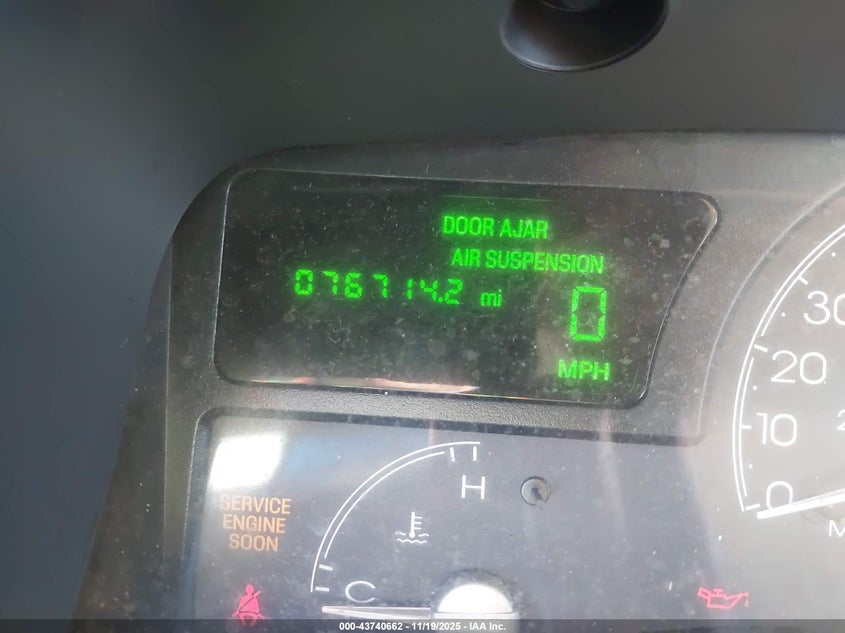 DOOR AJAR
AIR SUSPENSION
076714.2 mi
0
MPH
30
20
10
0
H
C
SERVICE
ENGINE
SOON
000-43740662 - 11/19/2025 - IAA Inc.